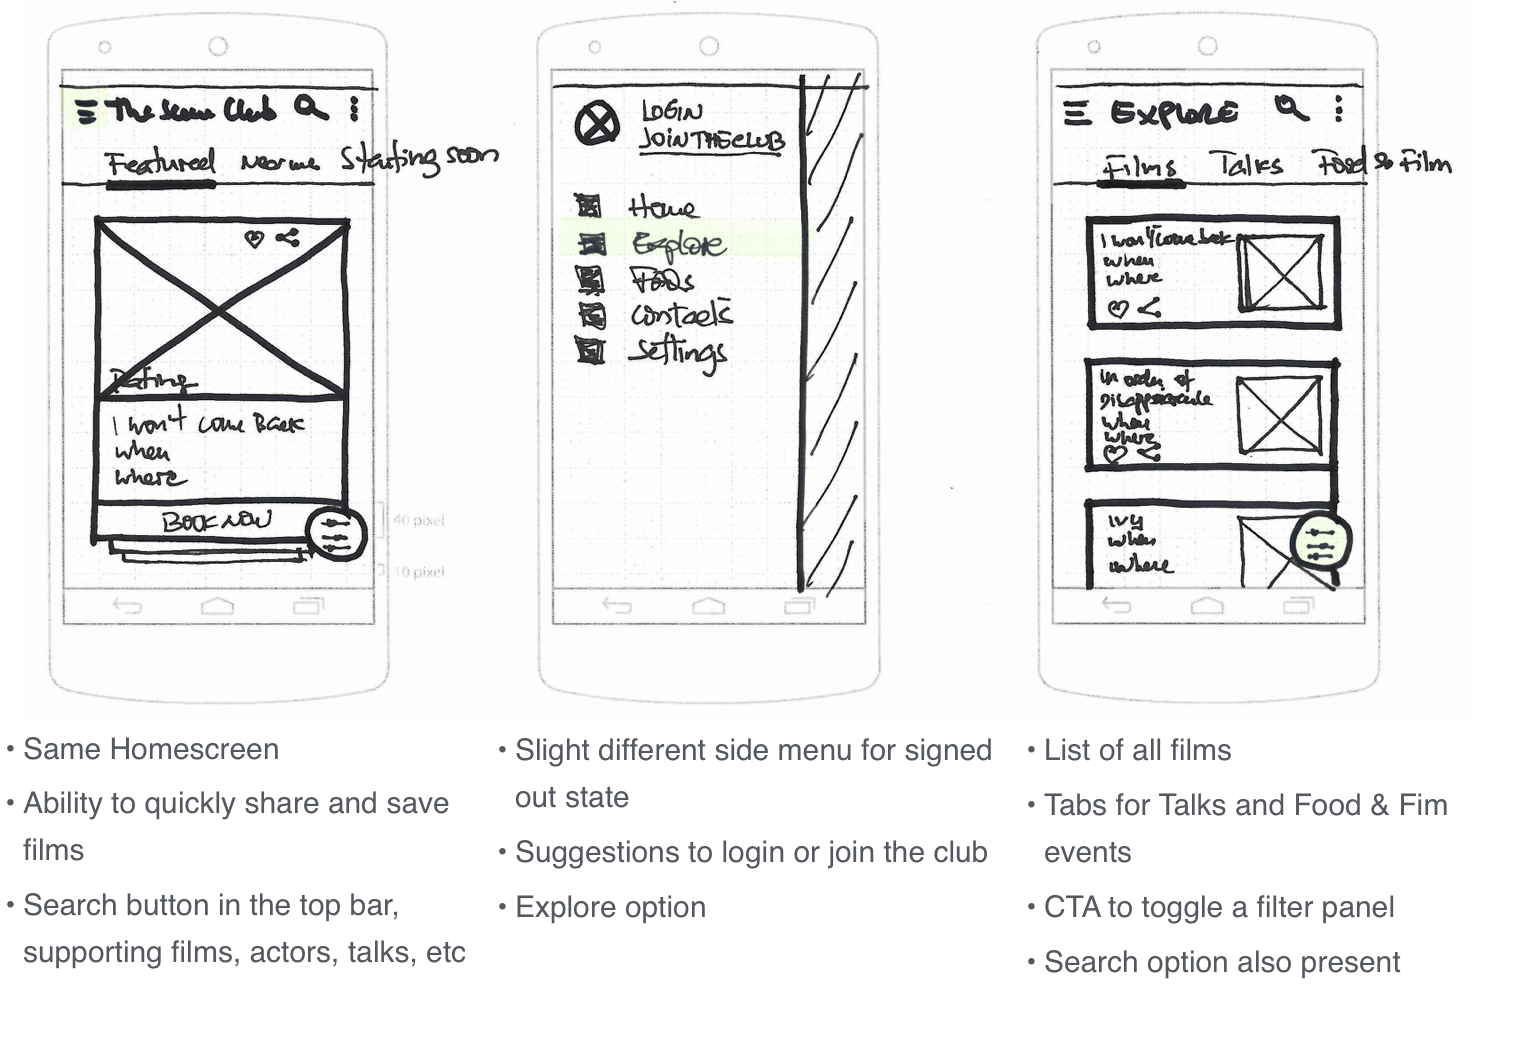 The Screen Club
Featured Near me Starting soon
Rating
I won't come Back
when
where
BOOK NOW
40 pixel
10 pixel
LOGIN
JOIN THE CLUB
Home
Explore
FAQs
Contacts
Settings
EXPLORE
Films Talks Food & Film
I won't come back
when
where
In order of
Disappearance
when
where
Ivy
when
where
• Same Homescreen
• Ability to quickly share and save
films
• Search button in the top bar,
supporting films, actors, talks, etc
• Slight different side menu for signed
out state
• Suggestions to login or join the club
• Explore option
• List of all films
• Tabs for Talks and Food & Fim
events
• CTA to toggle a filter panel
• Search option also present